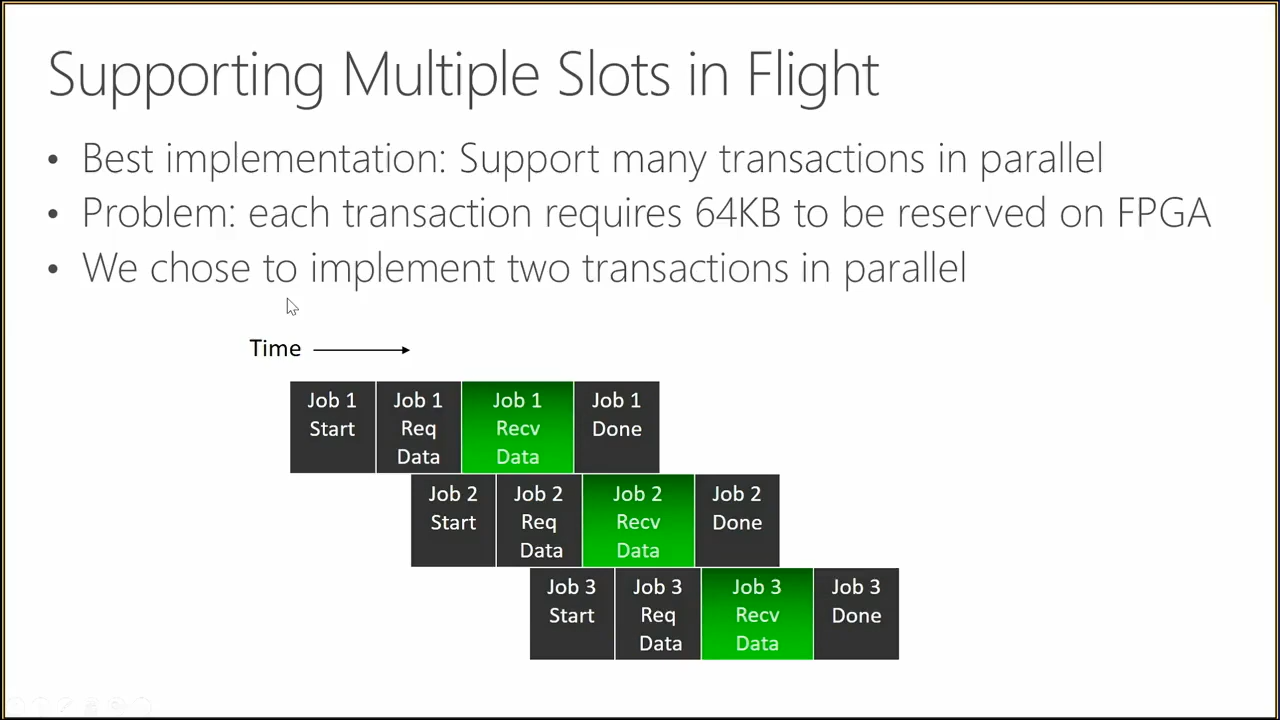 Supporting Multiple Slots in Flight
• Best implementation: Support many transactions in parallel
• Problem: each transaction requires 64KB to be reserved on FPGA
• We chose to implement two transactions in parallel
Time
Job 1
Start
Job 1
Req
Data
Job 1
Recv
Data
Job 1
Done
Job 2
Start
Job 2
Req
Data
Job 2
Recv
Data
Job 2
Done
Job 3
Start
Job 3
Req
Data
Job 3
Recv
Data
Job 3
Done